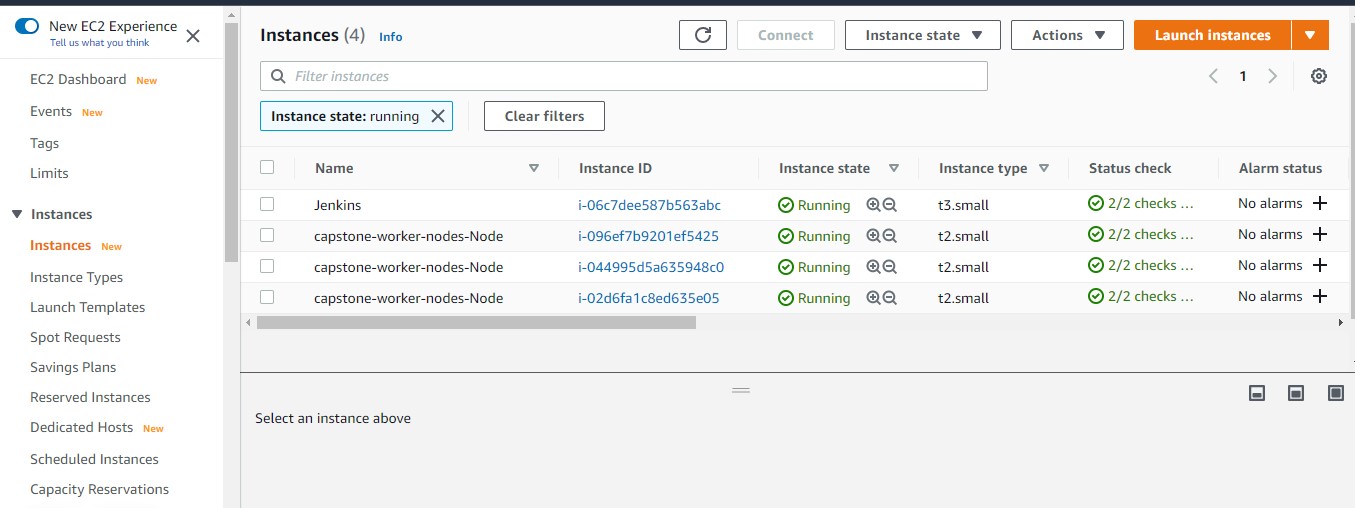 New EC2 Experience
Tell us what you think
EC2 Dashboard New
Events New
Tags
Limits
Instances
Instances New
Instance Types
Launch Templates
Spot Requests
Savings Plans
Reserved Instances
Dedicated Hosts New
Scheduled Instances
Capacity Reservations
Instances (4) Info
Connect
Instance state
Actions
Launch instances
Filter instances
1
Instance state: running
Clear filters
Name Instance ID Instance state Instance type Status check Alarm status
Jenkins i-06c7dee587b563abc Running t3.small 2/2 checks ... No alarms
capstone-worker-nodes-Node i-096ef7b9201ef5425 Running t2.small 2/2 checks ... No alarms
capstone-worker-nodes-Node i-044995d5a635948c0 Running t2.small 2/2 checks ... No alarms
capstone-worker-nodes-Node i-02d6fa1c8ed635e05 Running t2.small 2/2 checks ... No alarms
Select an instance above